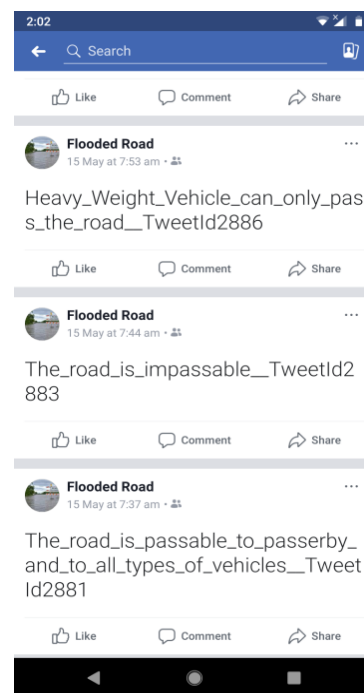 2:02
Search
Like Comment Share
Flooded Road
15 May at 7:53 am •
Heavy_Weight_Vehicle_can_only_pas
s_the_road__TweetId2886
Like Comment Share
Flooded Road
15 May at 7:44 am •
The_road_is_impassable__TweetId2
883
Like Comment Share
Flooded Road
15 May at 7:37 am •
The_road_is_passable_to_passerby_
and_to_all_types_of_vehicles__Tweet
Id2881
Like Comment Share